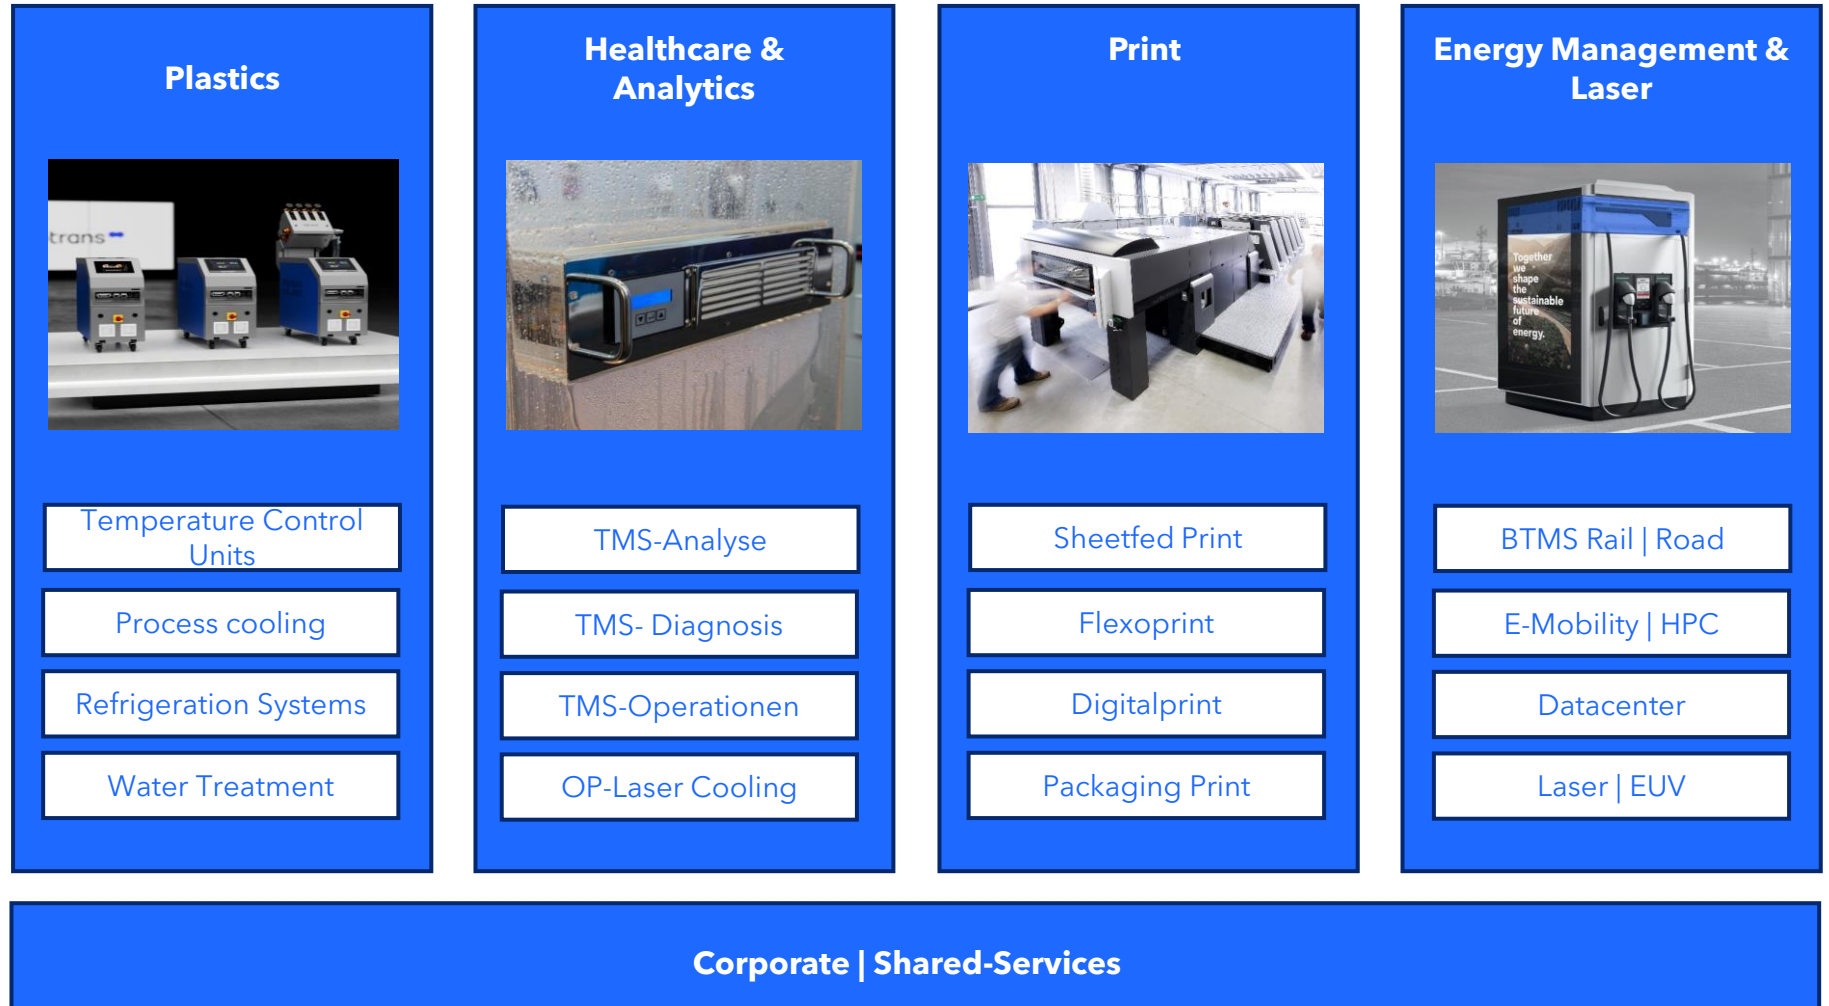 Plastics
trans
Temperature Control
Units
Process cooling
Refrigeration Systems
Water Treatment
Healthcare &
Analytics
TMS-Analyse
TMS- Diagnosis
TMS-Operationen
OP-Laser Cooling
Print
Sheetfed Print
Flexoprint
Digitalprint
Packaging Print
Energy Management &
Laser
Together
we
shape
the
sustainable
future
of
energy.
BTMS Rail | Road
E-Mobility | HPC
Datacenter
Laser | EUV
Corporate | Shared-Services